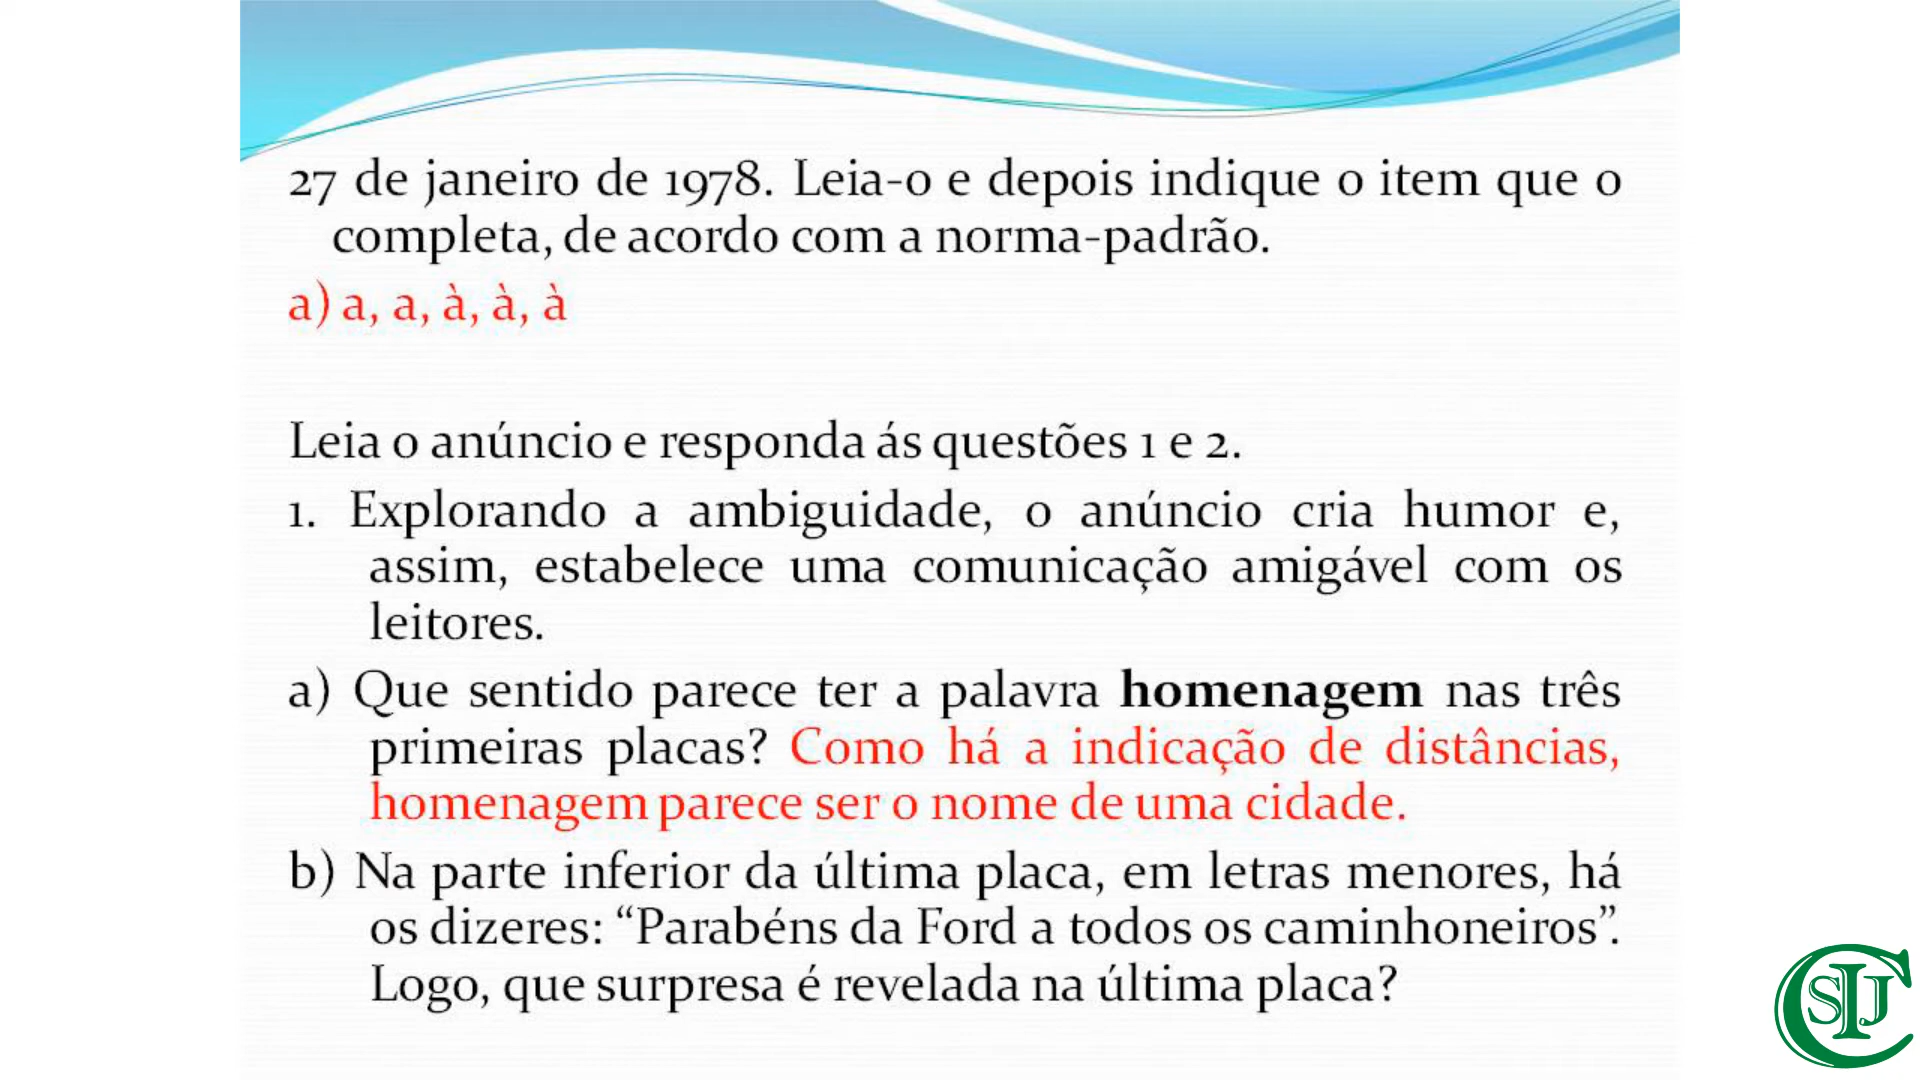 27 de janeiro de 1978. Leia-o e depois indique o item que o
completa, de acordo com a norma-padrão.
a) a, a, à, à, à
Leia o anúncio e responda ás questões 1 e 2.
1. Explorando a ambiguidade, o anúncio cria humor e,
assim, estabelece uma comunicação amigável com os
leitores.
a) Que sentido parece ter a palavra homenagem nas três
primeiras placas? Como há a indicação de distâncias,
homenagem parece ser o nome de uma cidade.
b) Na parte inferior da última placa, em letras menores, há
os dizeres: “Parabéns da Ford a todos os caminhoneiros”.
Logo, que surpresa é revelada na última placa?
CSIJ